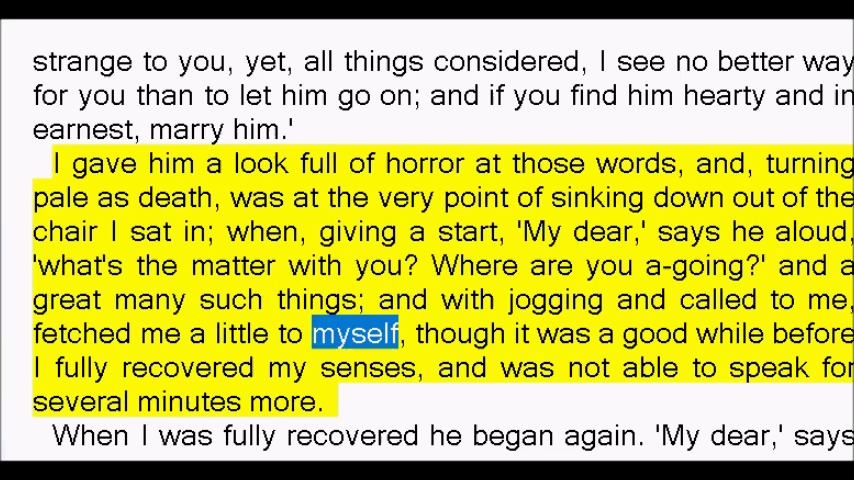 strange to you, yet, all things considered, I see no better way
for you than to let him go on; and if you find him hearty and in
earnest, marry him.'
I gave him a look full of horror at those words, and, turning
pale as death, was at the very point of sinking down out of the
chair I sat in; when, giving a start, 'My dear,' says he aloud,
'what's the matter with you? Where are you a-going?' and a
great many such things; and with jogging and called to me,
fetched me a little to myself, though it was a good while before
I fully recovered my senses, and was not able to speak for
several minutes more.
When I was fully recovered he began again. 'My dear,' says